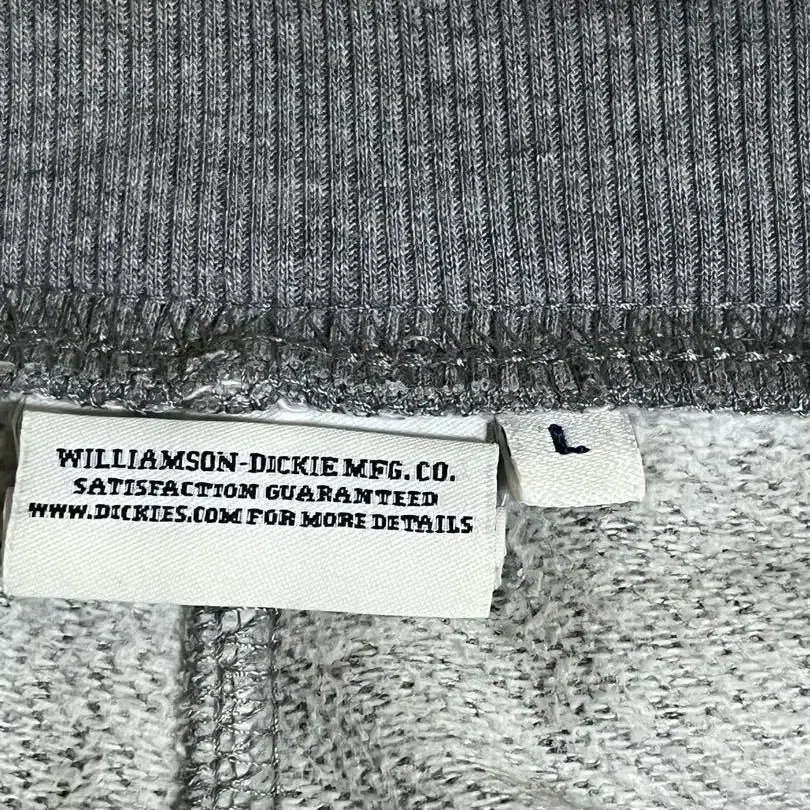 WILLIAMSON-DICKIE MFG. CO.
SATISFACTION GUARANTEED
WWW.DICKIES.COM FOR MORE DETAILS
L